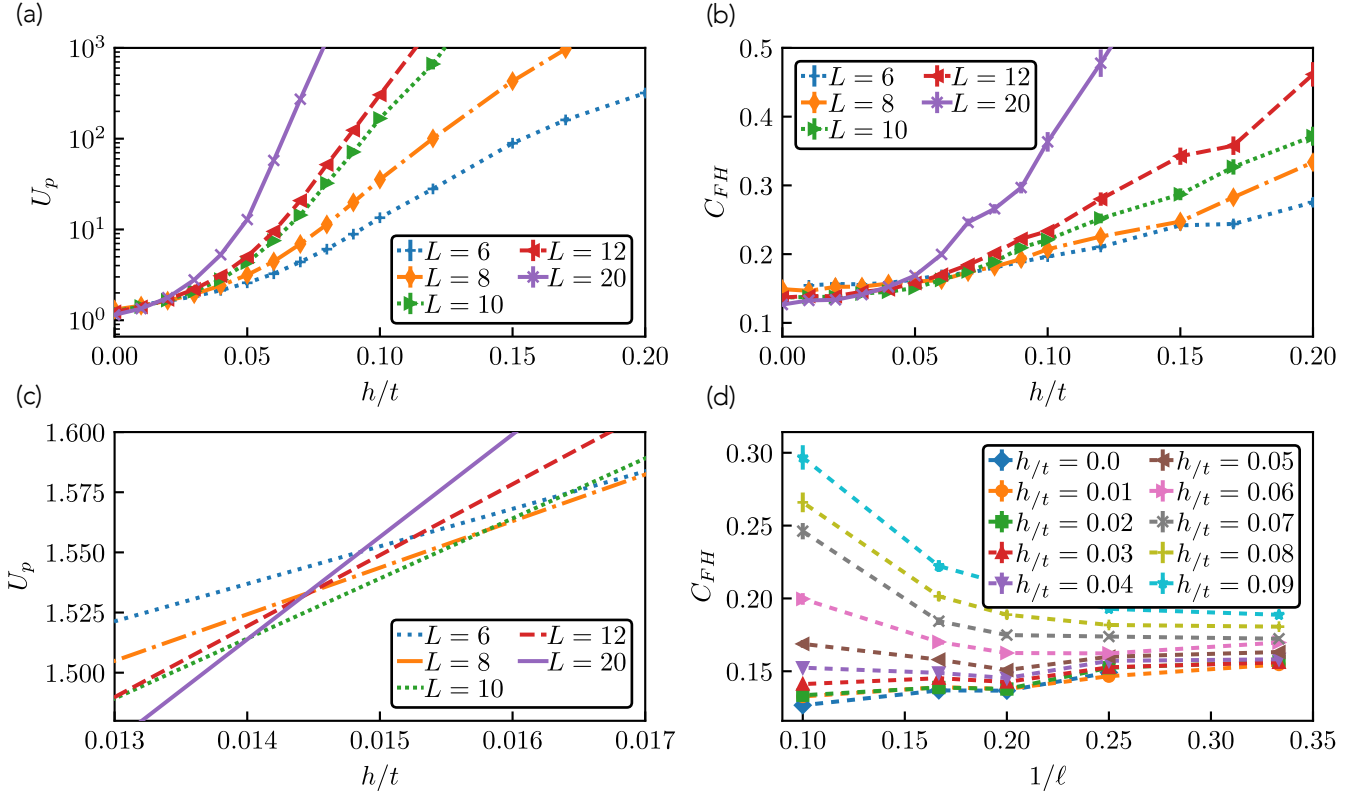 (a)
10^3
10^2
10^1
10^0
U_p
0.00 0.05 0.10 0.15 0.20
h/t
L = 6
L = 8
L = 10
L = 12
L = 20
(b)
0.5
0.4
0.3
0.2
0.1
C_{FH}
0.00 0.05 0.10 0.15 0.20
h/t
L = 6
L = 8
L = 10
L = 12
L = 20
(c)
1.600
1.575
1.550
1.525
1.500
U_p
0.013 0.014 0.015 0.016 0.017
h/t
L = 6
L = 8
L = 10
L = 12
L = 20
(d)
0.30
0.25
0.20
0.15
C_{FH}
0.10 0.15 0.20 0.25 0.30 0.35
1/ℓ
h/t = 0.0
h/t = 0.01
h/t = 0.02
h/t = 0.03
h/t = 0.04
h/t = 0.05
h/t = 0.06
h/t = 0.07
h/t = 0.08
h/t = 0.09